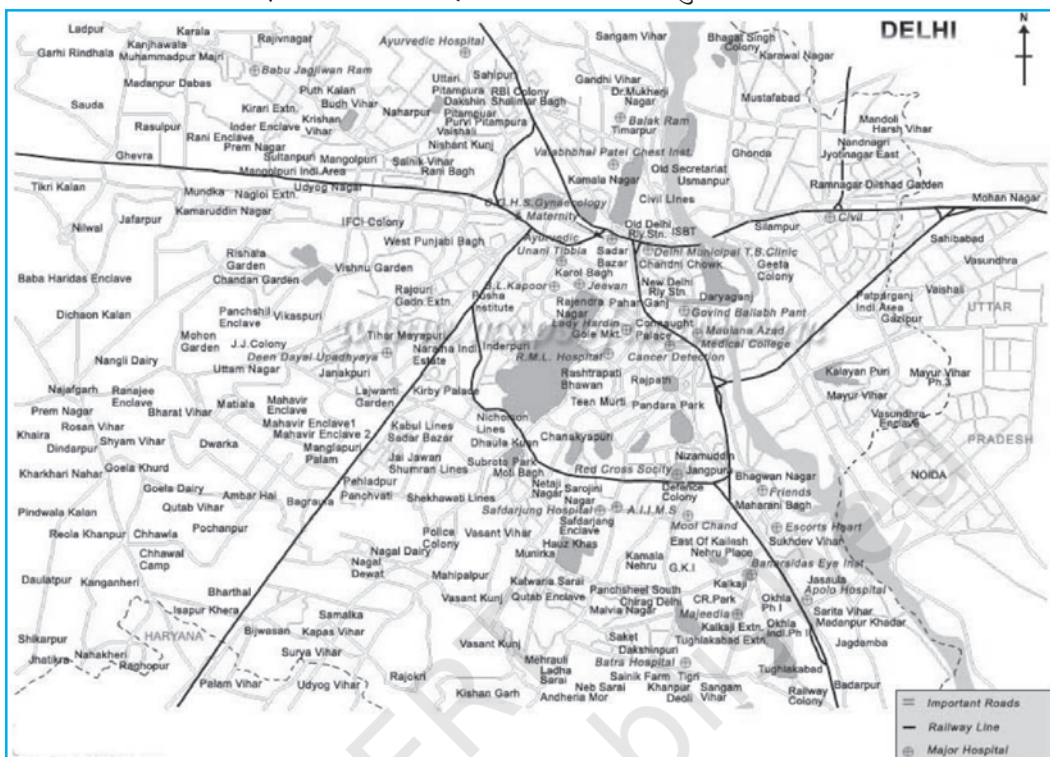 DELHI
N
Ladpur
Karala
Rajivnagar
Kanjhawala
Garhi Rindhala
Muhammadpur Majri
Ayurvedic Hospital
Sangam Vihar
Bhagat Singh
Colony
Karawal Nagar
Babu Jagjiwan Ram
Madanpur Dabas
Puth Kalan
Uttari
Pitampura
Sahipur
RBI Colony
Gandhi Vihar
Dr.Mukherji
Nagar
Mustafabad
Sauda
Kirari Extn.
Budh Vihar
Naharpur
Dakshin
Pitampuar
Shalimar Bagh
Purvi Pitampura
Balak Ram
Timarpur
Mandoli
Harsh Vihar
Rasulpur
Inder Enclave
Krishan
Vihar
Rani Enclave
Prem Nagar
Vaishali
Nishant Kunj
Ghevra
Sultanpuri
Mangolpuri
Sainik Vihar
Rani Bagh
Mangolpuri Indl.Area
Kamala Nagar
Old Secretariat
Usmanpur
Ghonda
Nandnagri
Jyotinagar East
Ramnagar
Dilshad Garden
Mohan Nagar
Tikri Kalan
Mundka
Nagloi Extn.
Udyog Nagar
Kamaruddin Nagar
Civil Lines
Jafarpur
IFCI-Colony
& Maternity
Old Delhi
Rly.Stn.
ISBT
Silampur
Civil
Nilwal
West Punjabi Bagh
Ayurvedic
Unani Tibbia
Sadar
Bazar
Delhi Municipal T.B.Clinic
Chandni Chowk
Geeta
Colony
Sahibabad
Vasundhra
Rishala
Garden
Chandan Garden
Vishnu Garden
Karol Bagh
Baba Haridas Enclave
Rajouri
Gadn Extn.
Pusha
Institute
B.L.Kapoor
Jeevan
New Delhi
Rly Stn
Daryaganj
Patparganj
Indl Area
Gazipur
Vaishali
UTTAR
Dichaon Kalan
Panchshil
Enclave
Vikaspuri
Rajendra
Nagar
Pahar Ganj
Govind Ballabh Pant
Mohon
Garden
J.J.Colony
Tihar
Mayapuri
Lady Hardin
Gole Mkt.
Connaught
Palace
Maulana Azad
Medical College
Nangli Dairy
Uttam Nagar
Deen Dayal Upadhyaya
Janakpuri
Naraina Indl
Estate
Inderpuri
R.M.L. Hospital
Cancer Detection
Kalayan Puri
Mayur Vihar
Ph.3
Najafgarh
Ranajee
Enclave
Lajwanti
Garden
Kirby Palace
Rashtrapati
Bhawan
Rajpath
Mayur Vihar
Prem Nagar
Bharat Vihar
Matiala
Mahavir
Enclave
Teen Murti
Pandara Park
Vasundhra
Enclave
Rosan Vihar
Mahavir Enclave1
Mahavir Enclave 2
Kabul Lines
Sadar Bazar
Nicholson
Lines
Khaira
Dindarpur
Shyam Vihar
Dwarka
Manglapuri
Palam
Dhaula Kuan
Chanakyapuri
PRADESH
Kharkhari Nahar
Goela Khurd
Jai Jawan
Shumran Lines
Subroto Park
Moti Bagh
Red Cross Socity
Nizamuddin
Jangpura
NOIDA
Goela Dairy
Ambar Hai
Pehladpur
Panchvati
Bagrauxa
Shekhawati Lines
Netaji
Nagar
Sarojini
Nagar
Defence
Colony
Bhagwan Nagar
Friends
Maharani Bagh
Pindwala Kalan
Qutab Vihar
Safdarjung Hospital
A.I.I.M.S
Reola Khanpur
Chhawla
Pochanpur
Police
Colony
Vasant Vihar
Safdarjang
Enclave
Mool Chand
Escorts Heart
Chhawal
Camp
Nagal Dairy
Nagal
Dewat
Munirka
Hauz Khas
East Of Kailash
Nehru Place
Sukhdev Vihar
Daulatpur
Kanganheri
Mahipalpur
Katwaria Sarai
Kamala
Nehru
G.K.I
Kalkaji
Banarsidas Eye Inst
Jasaula
Apolo Hospital
Bharthal
Vasant Kunj
Qutab Enclave
Panchsheel South
Chirag Delhi
Malvia Nagar
CR.Park
Majeedia
Okhla
Ph I
Isapur Khera
Samalka
Sarita Vihar
Madanpur Khadar
Shikarpur
HARYANA
Bijwasan
Kapas Vihar
Vasant Kunj
Saket
Dakshinpuri
Kalkaji Extn.
Tughlakabad Extn.
Okhla
Indl.Ph II
Jagdamba
Jhatikra
Nahakheri
Raghopur
Surya Vihar
Mehrauli
Ladha
Sarai
Batra Hospital
Tughlakabad
Palam Vihar
Udyog Vihar
Rajokri
Kishan Garh
Neb Sarai
Andheria Mor
Sainik Farm
Tigri
Khanpur
Deoli
Sangam
Vihar
Railway
Colony
Badarpur
Important Roads
Railway Line
Major Hospital